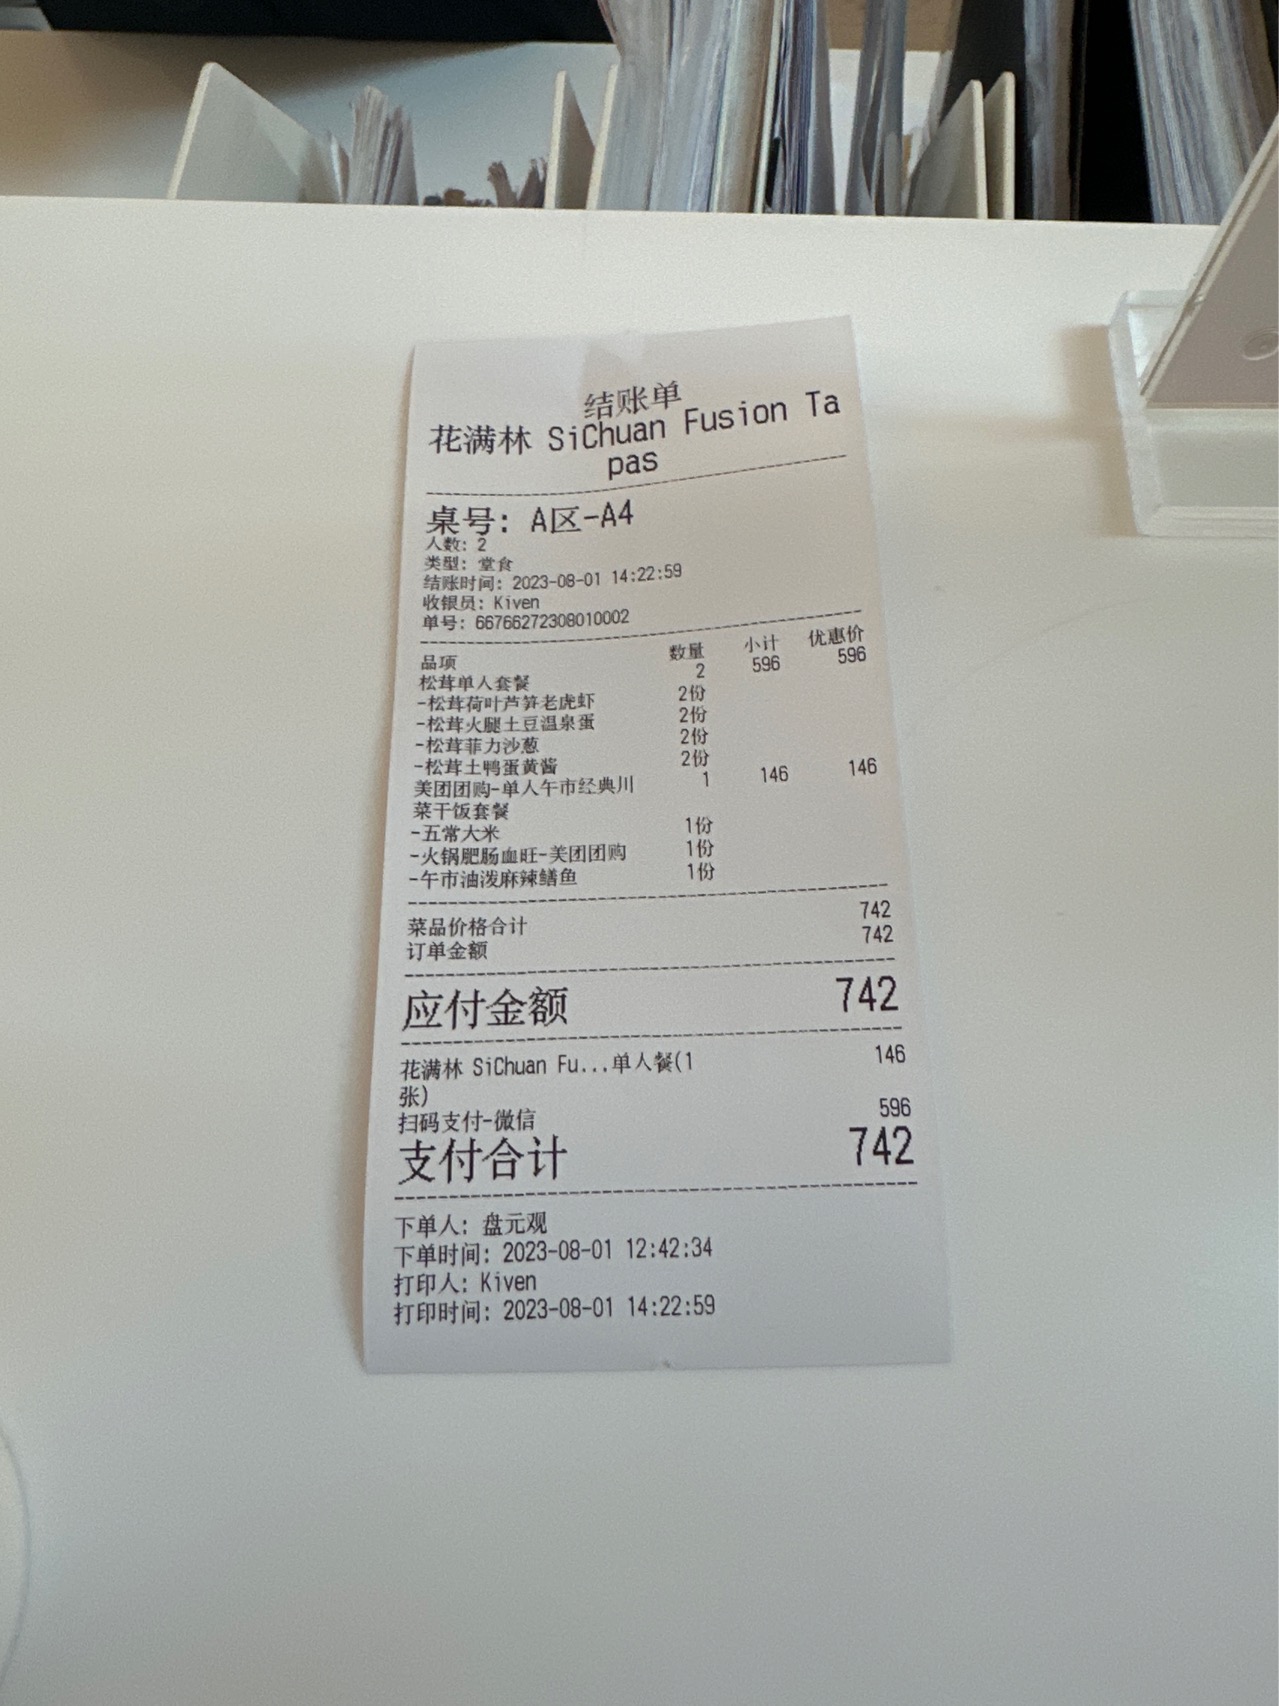 结账单
花满林 SiChuan Fusion Ta
pas
桌号: A区-A4
人数: 2
类型: 堂食
结账时间: 2023-08-01 14:22:59
收银员: Kiven
单号: 66766272308010002
品项 数量 小计 优惠价
松茸单人套餐 2 596 596
-松茸荷叶芦笋老虎虾 2份
-松茸火腿土豆温泉蛋 2份
-松茸菲力沙葱 2份
-松茸土鸭蛋黄酱 2份
美团团购-单人午市经典川 1 146 146
菜干饭套餐
-五常大米 1份
-火锅肥肠血旺-美团团购 1份
-午市油泼麻辣鳝鱼 1份
菜品价格合计 742
订单金额 742
应付金额 742
花满林 SiChuan Fu...单人餐(1 146
张)
扫码支付-微信 596
支付合计 742
下单人: 盘元观
下单时间: 2023-08-01 12:42:34
打印人: Kiven
打印时间: 2023-08-01 14:22:59